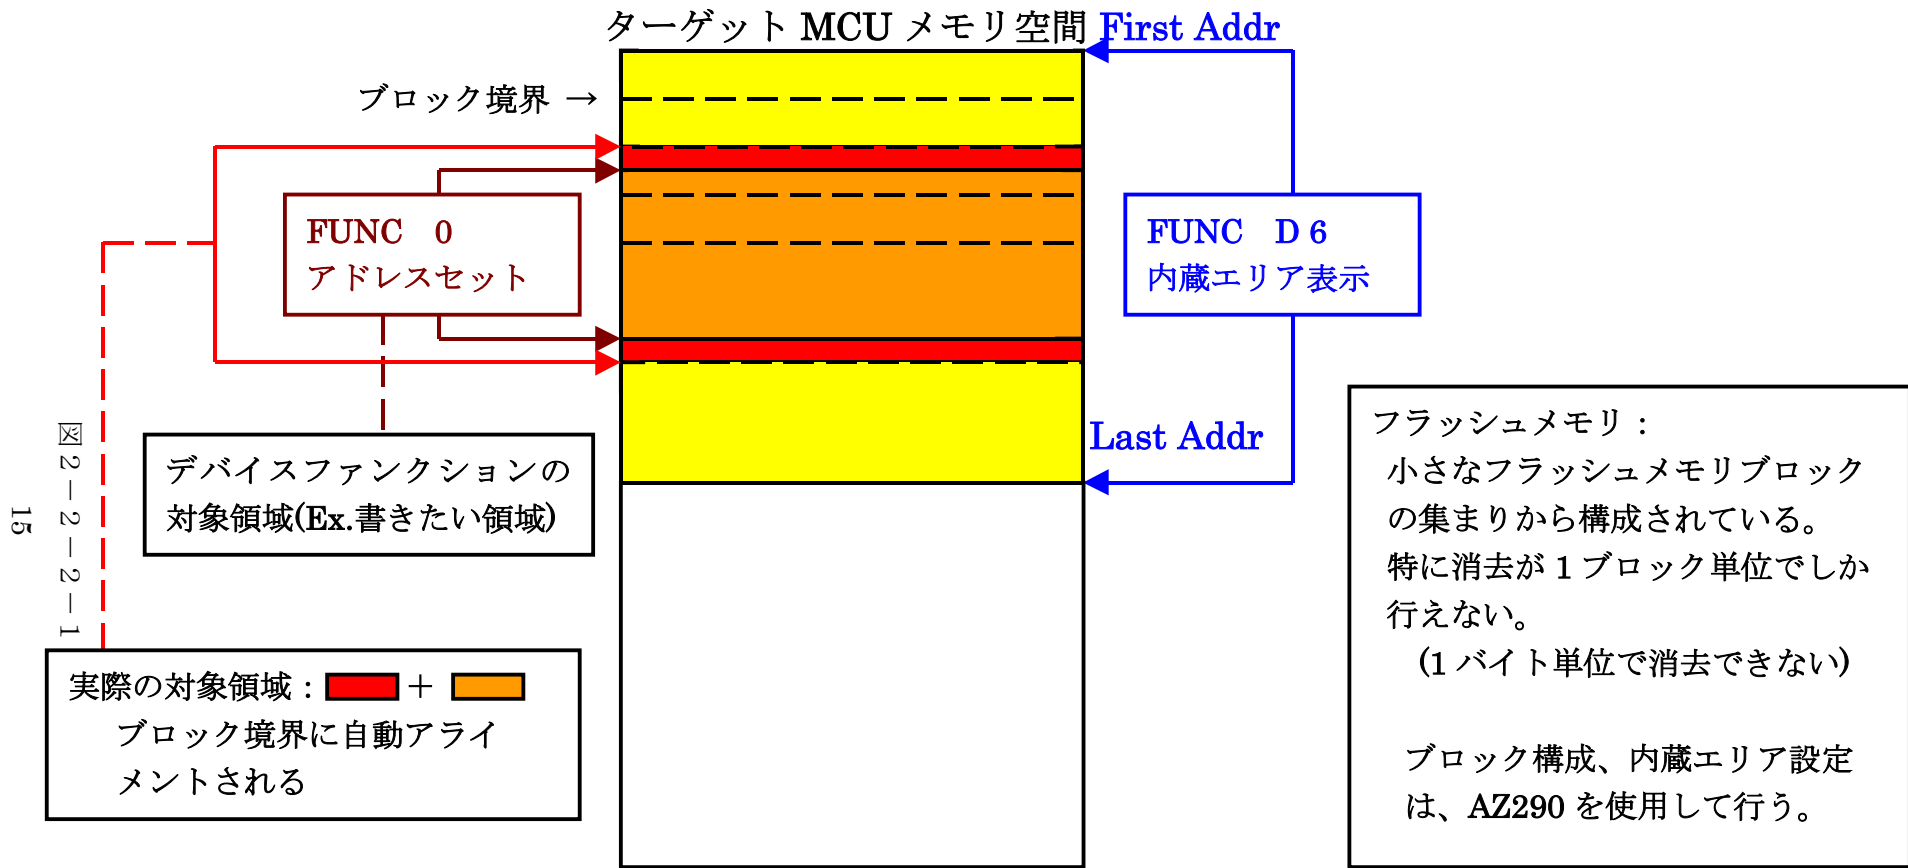 ターゲット MCU メモリ空間 First Addr
ブロック境界 →
FUNC 0
アドレスセット
FUNC D 6
内蔵エリア表示
Last Addr
デバイスファンクションの
対象領域(Ex.書きたい領域)
フラッシュメモリ：
小さなフラッシュメモリブロック
の集まりから構成されている。
特に消去が 1 ブロック単位でしか
行えない。
(1 バイト単位で消去できない)
ブロック構成、内蔵エリア設定
は、AZ290 を使用して行う。
実際の対象領域：＋
ブロック境界に自動アライ
メントされる
図２－２－２－１
15